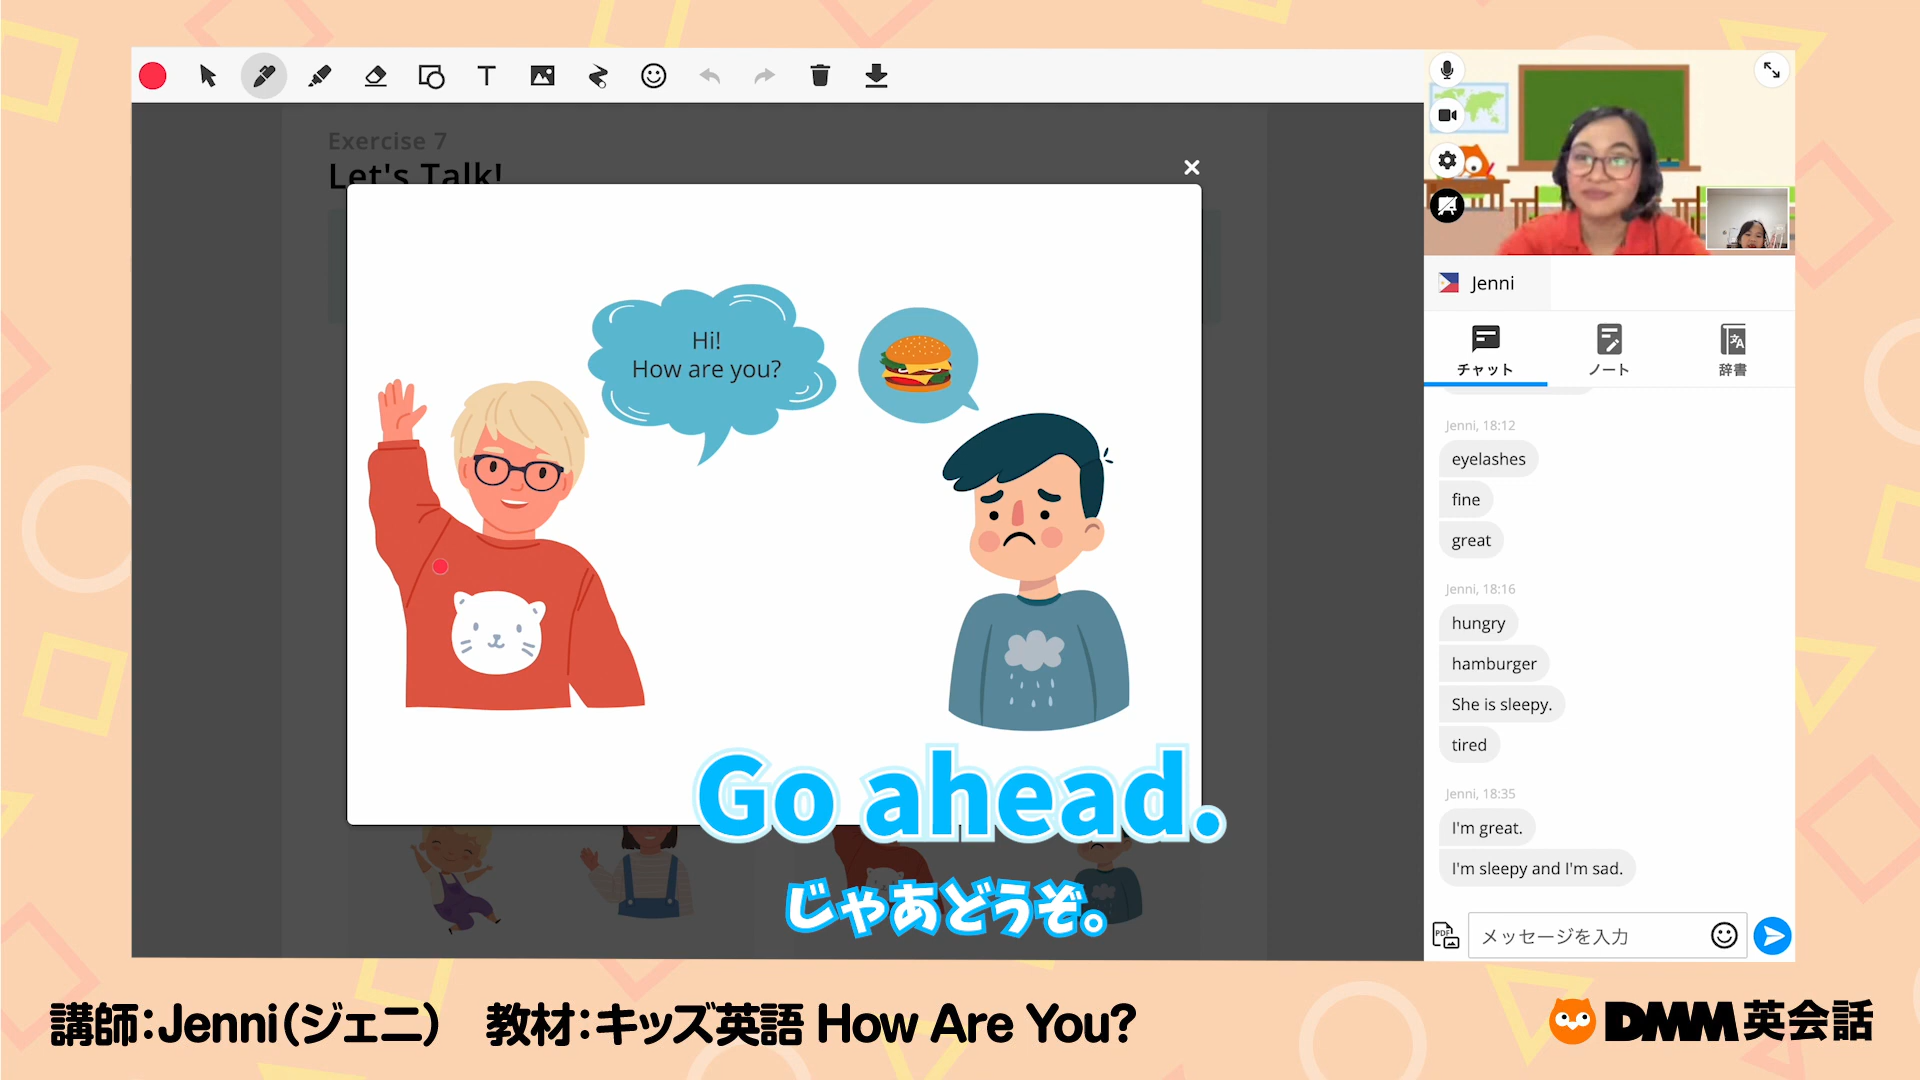 Exercise 7
Let's Talk!
Hi!
How are you?
Jenni
チャット
ノート
辞書
Jenni, 18:12
eyelashes
fine
great
Jenni, 18:16
hungry
hamburger
She is sleepy.
tired
Jenni, 18:35
I'm great.
I'm sleepy and I'm sad.
PDF
メッセージを入力
Go ahead.
じゃあどうぞ。
講師:Jenni(ジェニ) 教材:キッズ英語 How Are You?
DMM英会話